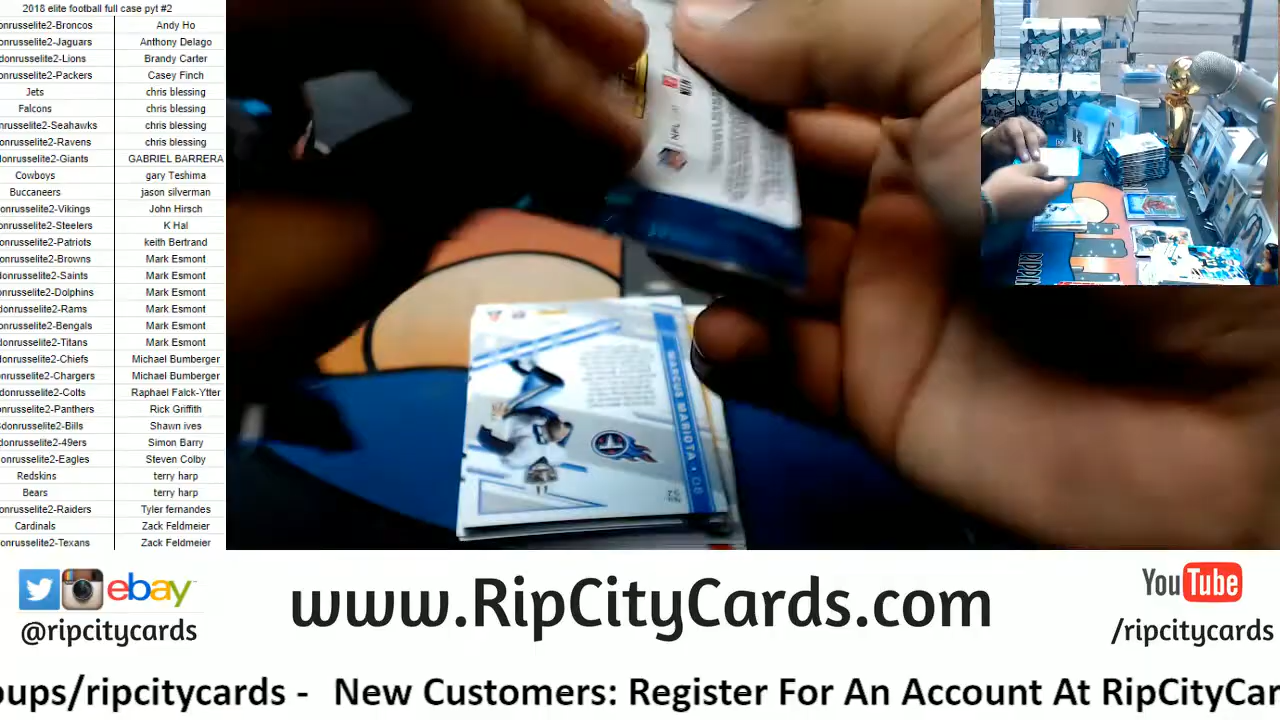 2018 elite football full case pyt #2
onrusselite2-Broncos Andy Ho
onrusselite2-Jaguars Anthony Delago
donrusselite2-Lions Brandy Carter
onrusselite2-Packers Casey Finch
Jets chris blessing
Falcons chris blessing
nrusselite2-Seahawks chris blessing
onrusselite2-Ravens chris blessing
donrusselite2-Giants GABRIEL BARRERA
Cowboys gary Teshima
Buccaneers jason silverman
onrusselite2-Vikings John Hirsch
onrusselite2-Steelers K Hal
onrusselite2-Patriots keith Bertrand
onrusselite2-Browns Mark Esmont
donrusselite2-Saints Mark Esmont
onrusselite2-Dolphins Mark Esmont
donrusselite2-Rams Mark Esmont
onrusselite2-Bengals Mark Esmont
donrusselite2-Titans Mark Esmont
donrusselite2-Chiefs Michael Bumberger
onrusselite2-Chargers Michael Bumberger
donrusselite2-Colts Raphael Falck-Ytter
onrusselite2-Panthers Rick Griffith
donrusselite2-Bills Shawn ives
donrusselite2-49ers Simon Barry
donrusselite2-Eagles Steven Colby
Redskins terry harp
Bears terry harp
onrusselite2-Raiders Tyler fernandes
Cardinals Zack Feldmeier
onrusselite2-Texans Zack Feldmeier
NFL
MARCUS MARIOTA • QB
RIPPIN
ebay
@ripcitycards
www.RipCityCards.com
YouTube
/ripcitycards
oups/ripcitycards - New Customers: Register For An Account At RipCityCar